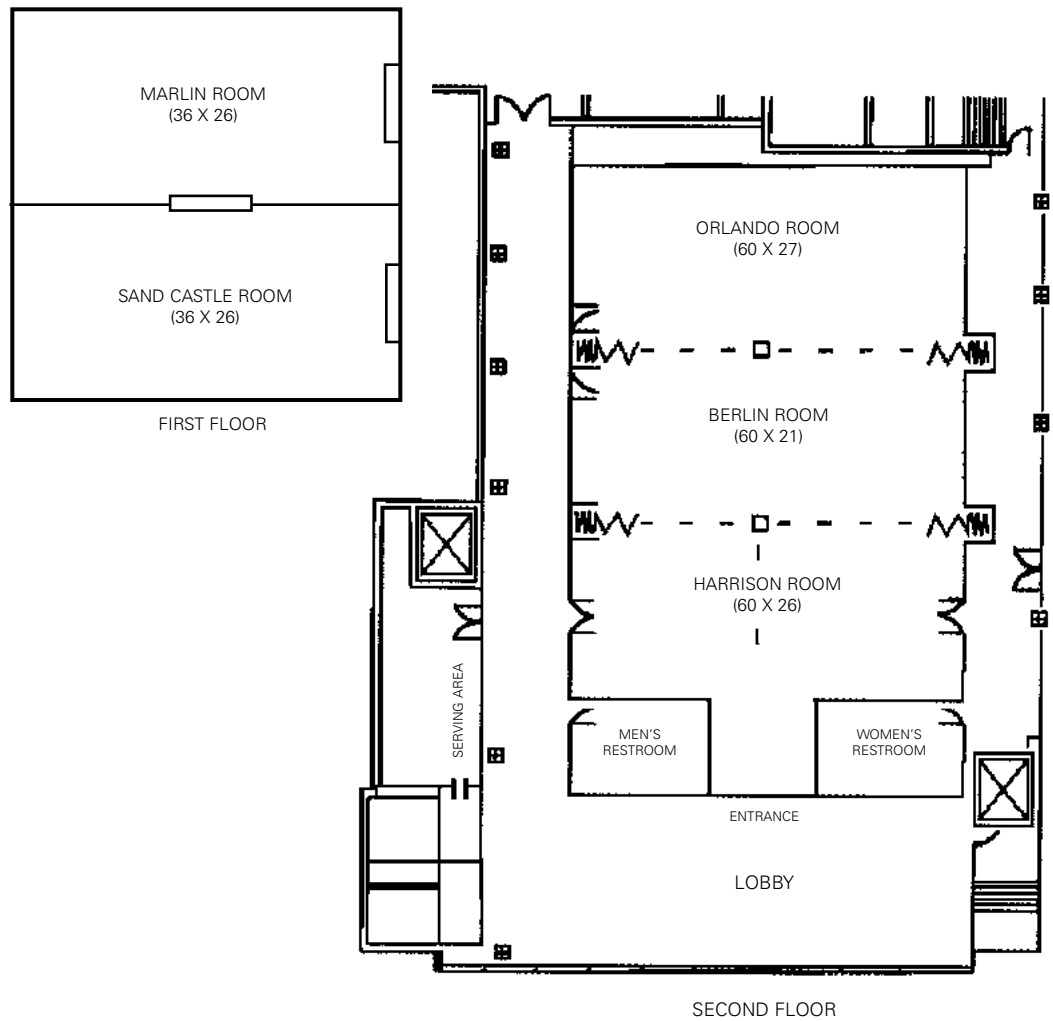 MARLIN ROOM
(36 X 26)
SAND CASTLE ROOM
(36 X 26)
FIRST FLOOR
ORLANDO ROOM
(60 X 27)
BERLIN ROOM
(60 X 21)
HARRISON ROOM
(60 X 26)
SERVING AREA
MEN'S
RESTROOM
WOMEN'S
RESTROOM
ENTRANCE
LOBBY
SECOND FLOOR